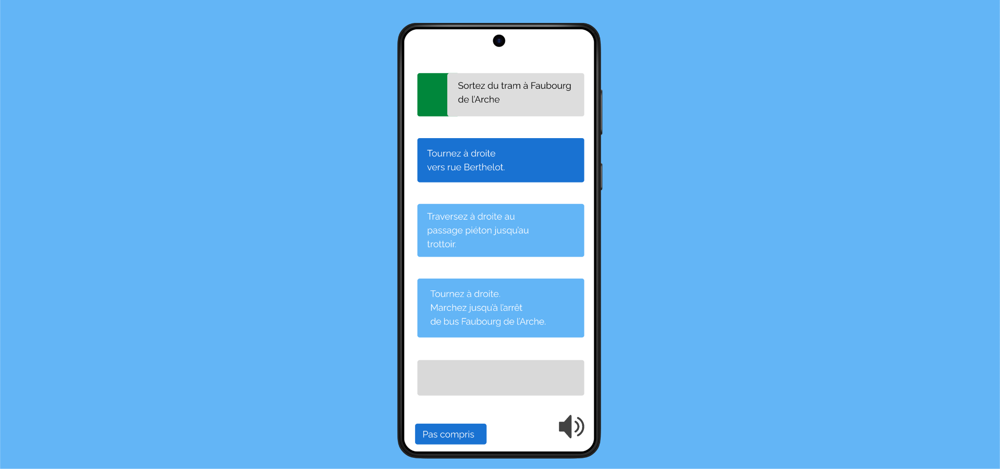 Sortez du tram à Faubourg
de l'Arche
Tournez à droite
vers rue Berthelot.
Traversez à droite au
passage piéton jusqu'au
trottoir.
Tournez à droite.
Marchez jusqu'à l'arrêt
de bus Faubourg de l'Arche.
Pas compris